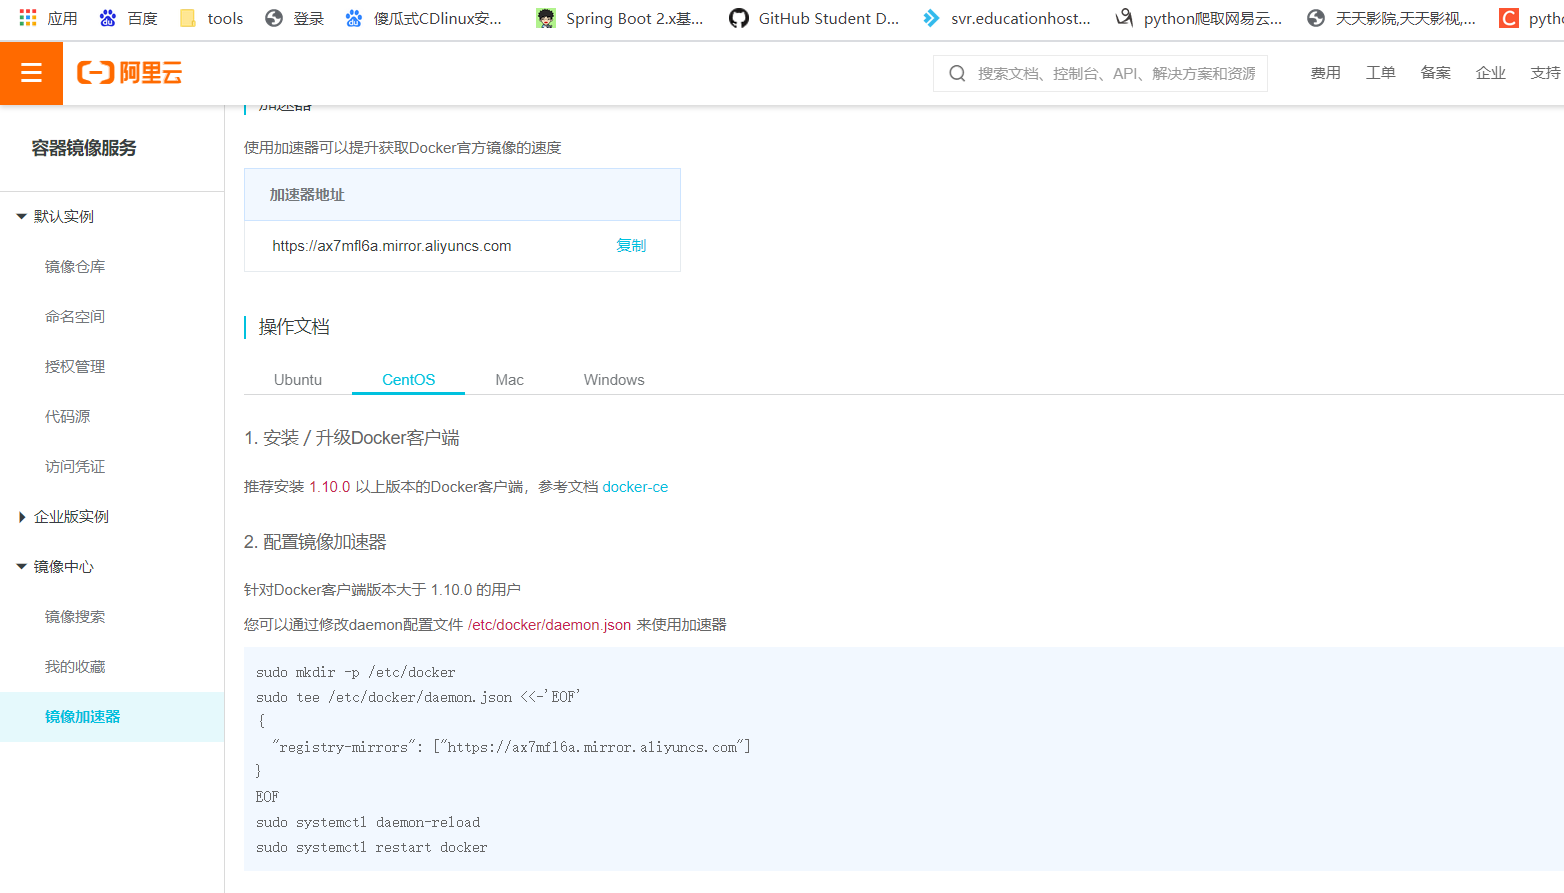 应用 百度 tools 登录 傻瓜式CDlinux安... Spring Boot 2.x基... GitHub Student D... svr.educationhost... python爬取网易云... 天天影院,天天影视,... pytho
阿里云 搜索文档、控制台、API、解决方案和资源 费用 工单 备案 企业 支持
加速器
容器镜像服务
使用加速器可以提升获取Docker官方镜像的速度
加速器地址
https://ax7mfl6a.mirror.aliyuncs.com 复制
默认实例
镜像仓库
命名空间
授权管理
代码源
访问凭证
企业版实例
镜像中心
镜像搜索
我的收藏
镜像加速器
操作文档
Ubuntu CentOS Mac Windows
1. 安装 / 升级Docker客户端
推荐安装 1.10.0 以上版本的Docker客户端，参考文档 docker-ce
2. 配置镜像加速器
针对Docker客户端版本大于 1.10.0 的用户
您可以通过修改daemon配置文件 /etc/docker/daemon.json 来使用加速器
sudo mkdir -p /etc/docker
sudo tee /etc/docker/daemon.json <<-'EOF'
{
"registry-mirrors": ["https://ax7mfl6a.mirror.aliyuncs.com"]
}
EOF
sudo systemctl daemon-reload
sudo systemctl restart docker